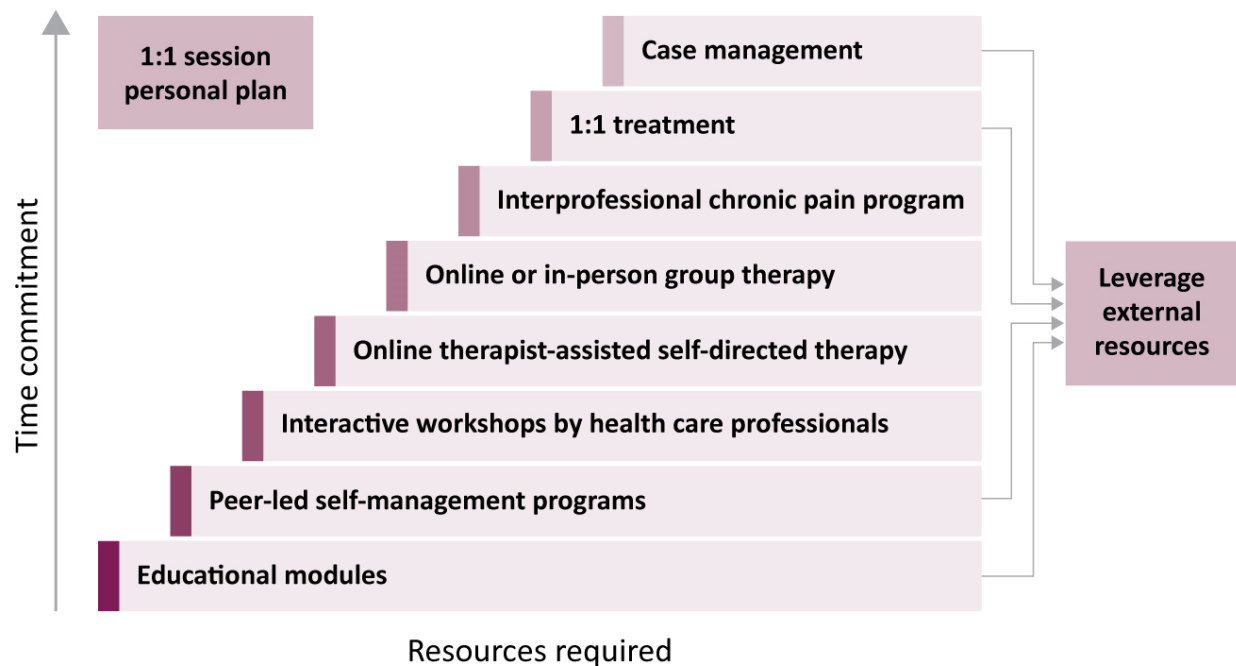 1:1 session
personal plan
Case management
1:1 treatment
Interprofessional chronic pain program
Online or in-person group therapy
Online therapist-assisted self-directed therapy
Interactive workshops by health care professionals
Peer-led self-management programs
Educational modules
Leverage
external
resources
Time commitment
Resources required